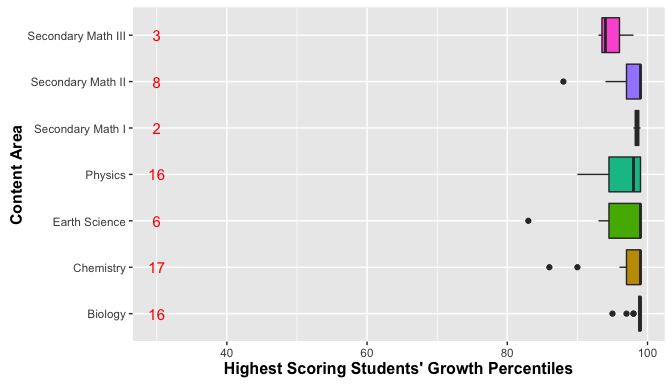 Secondary Math III 3
Secondary Math II 8
Secondary Math I 2
Physics 16
Earth Science 6
Chemistry 17
Biology 16
Content Area
40 60 80 100
Highest Scoring Students' Growth Percentiles